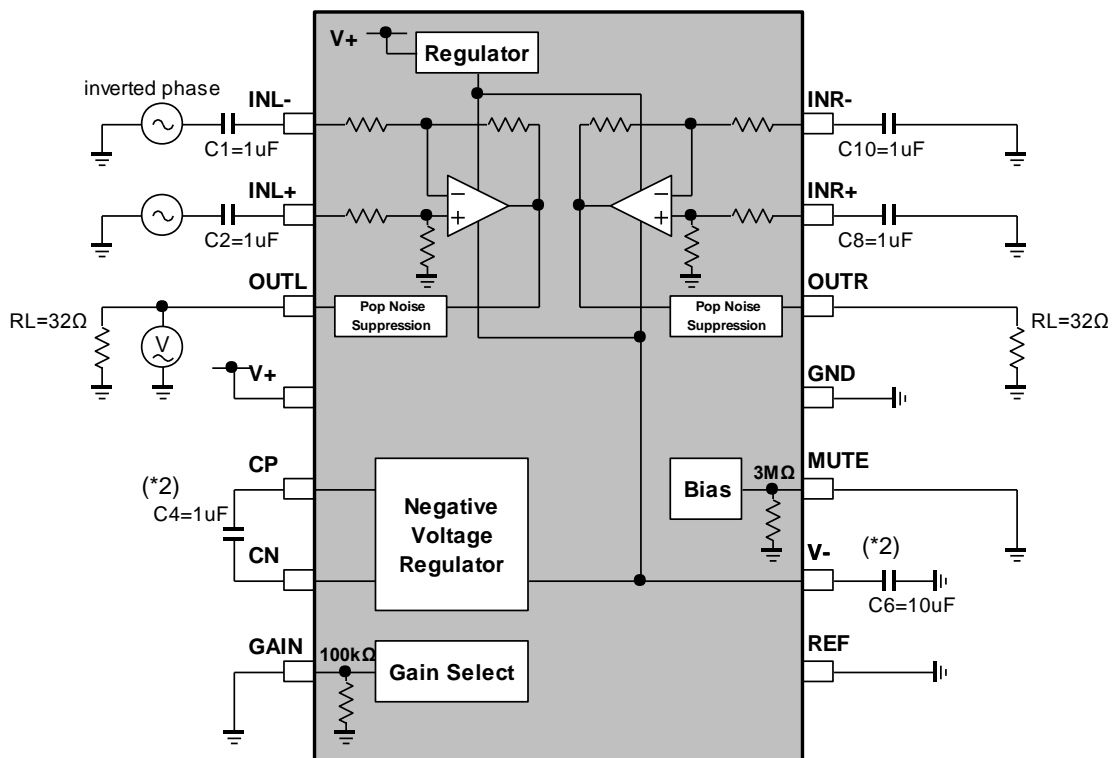 V+
Regulator
inverted phase
INL-
C1=1uF
INR-
C10=1uF
INL+
C2=1uF
INR+
C8=1uF
−
+
−
+
OUTL
Pop Noise
Suppression
Pop Noise
Suppression
OUTR
RL=32Ω
V
RL=32Ω
V+
GND
CP
(*2)
C4=1uF
CN
Negative
Voltage
Regulator
Bias
3MΩ
MUTE
V-
(*2)
C6=10uF
GAIN
100kΩ
Gain Select
REF